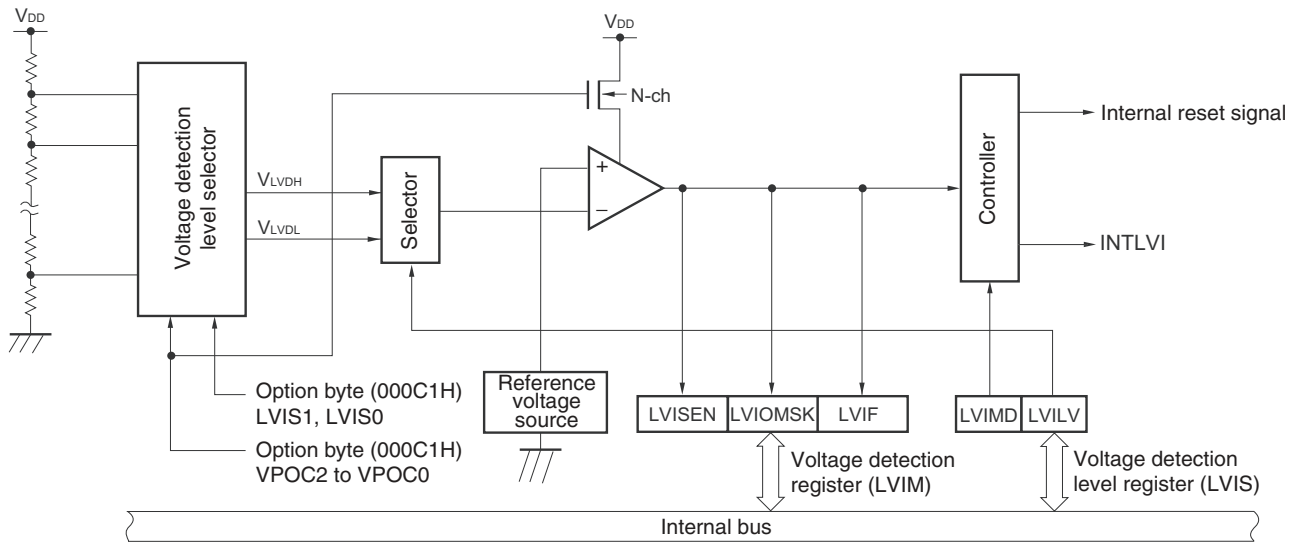 VDD
VDD
N-ch
Voltage detection
level selector
VLVDH
VLVDL
Selector
+
−
Controller
Internal reset signal
INTLVI
Option byte (000C1H)
LVIS1, LVIS0
Option byte (000C1H)
VPOC2 to VPOC0
Reference
voltage
source
LVISEN
LVIOMSK
LVIF
LVIMD
LVILV
Voltage detection
register (LVIM)
Voltage detection
level register (LVIS)
Internal bus